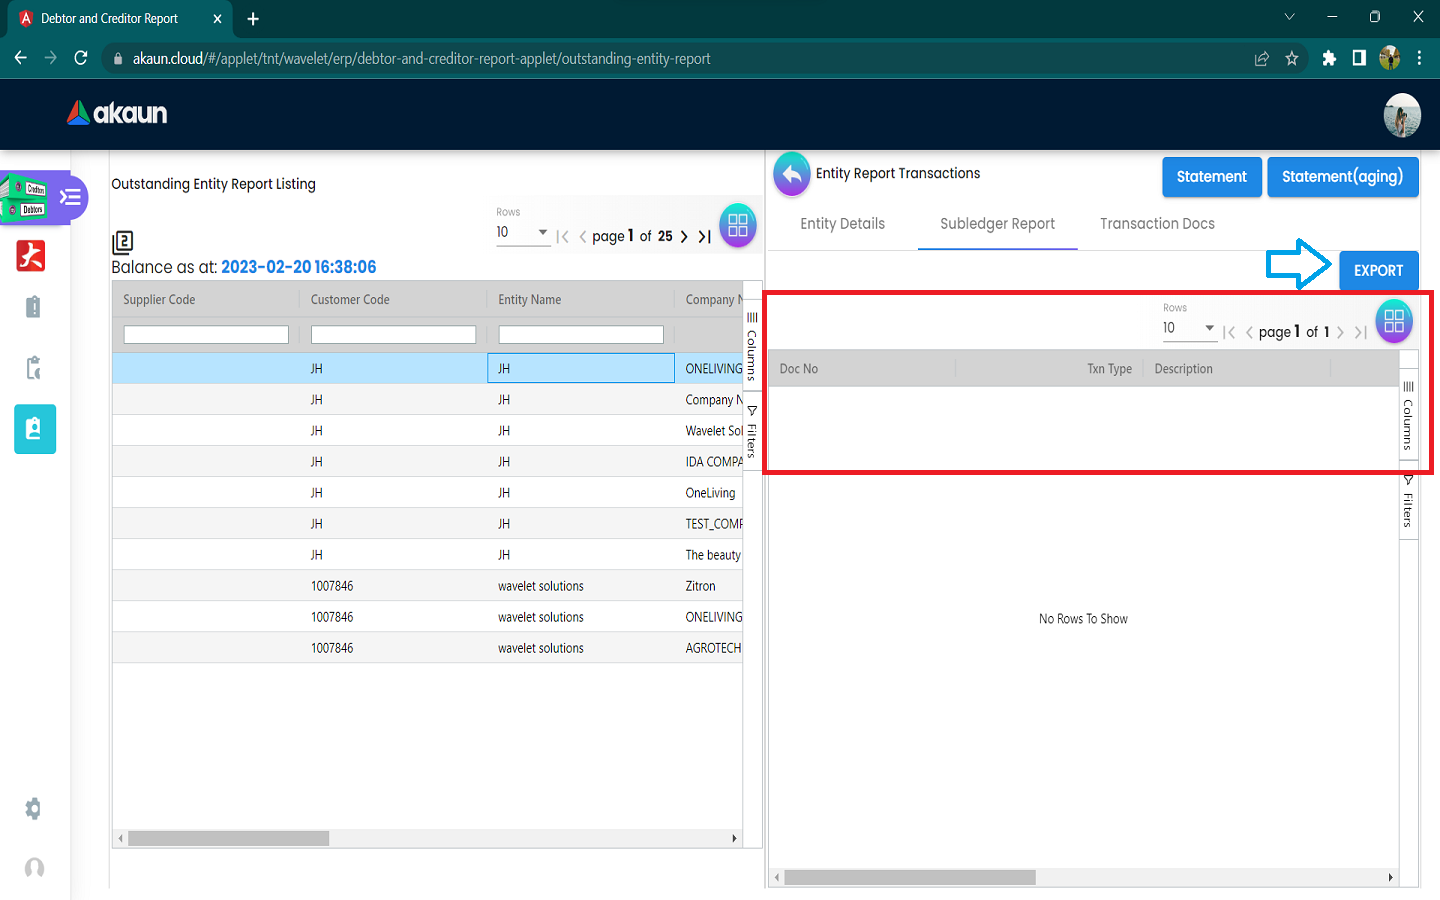 Debtor and Creditor Report
akaun.cloud/#/applet/tnt/wavelet/erp/debtor-and-creditor-report-applet/outstanding-entity-report
akaun
Creditors
Debtors
Outstanding Entity Report Listing
Rows
10
page 1 of 25
2
Balance as at: 2023-02-20 16:38:06
Supplier Code Customer Code Entity Name Company N
JH JH ONELIVING
JH JH Company N
JH JH Wavelet Sol
JH JH IDA COMPA
JH JH OneLiving
JH JH TEST_COMP
JH JH The beauty
1007846 wavelet solutions Zitron
1007846 wavelet solutions ONELIVING
1007846 wavelet solutions AGROTECH
Columns
Filters
Entity Report Transactions
Statement
Statement(aging)
Entity Details Subledger Report Transaction Docs
EXPORT
Rows
10
page 1 of 1
Doc No Txn Type Description
Columns
Filters
No Rows To Show